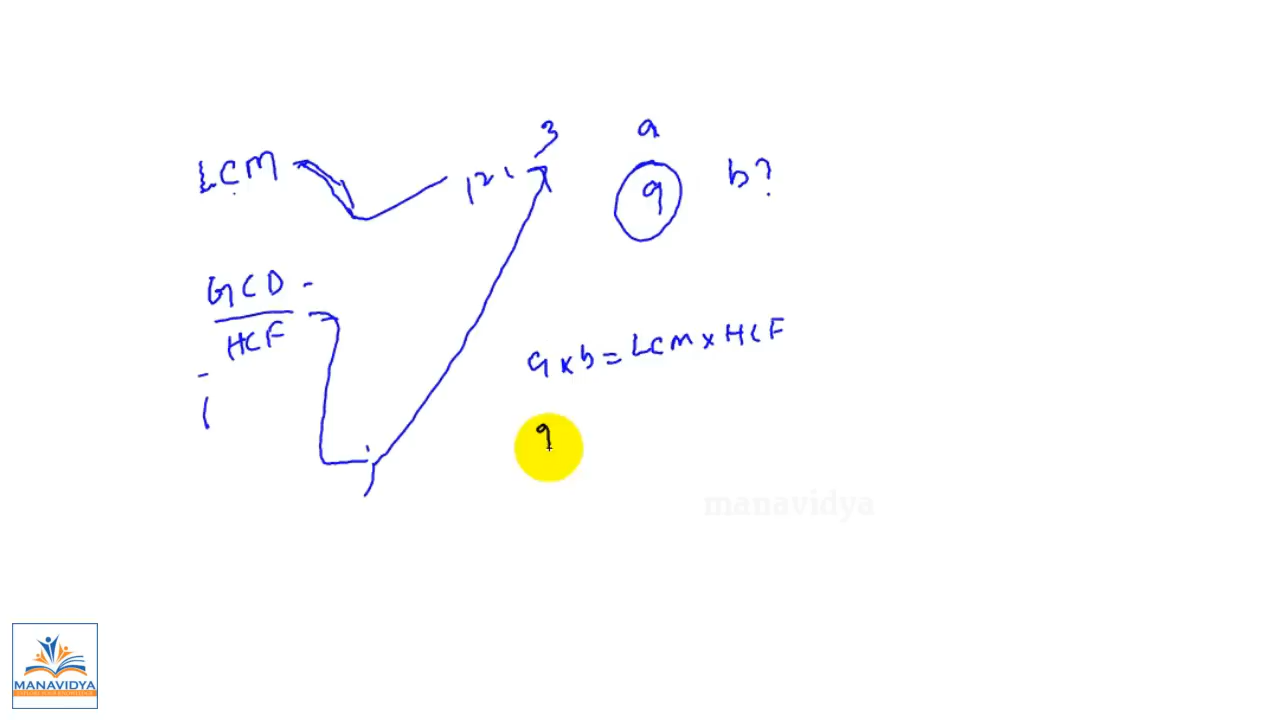 3 a
LCM 12, 9 b?
GCD -
HCF
a x b = LCM x HCF
9
manavidya
MANAVIDYA